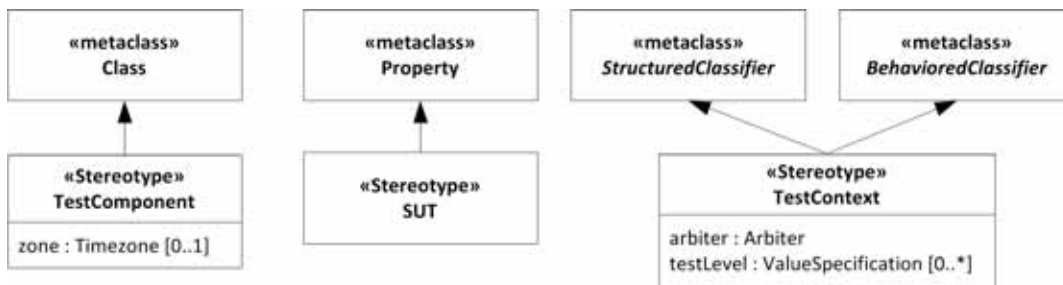 «metaclass»
Class
«Stereotype»
TestComponent
zone : Timezone [0..1]
«metaclass»
Property
«Stereotype»
SUT
«metaclass»
StructuredClassifier
«metaclass»
BehavioredClassifier
«Stereotype»
TestContext
arbiter : Arbiter
testLevel : ValueSpecification [0..*]